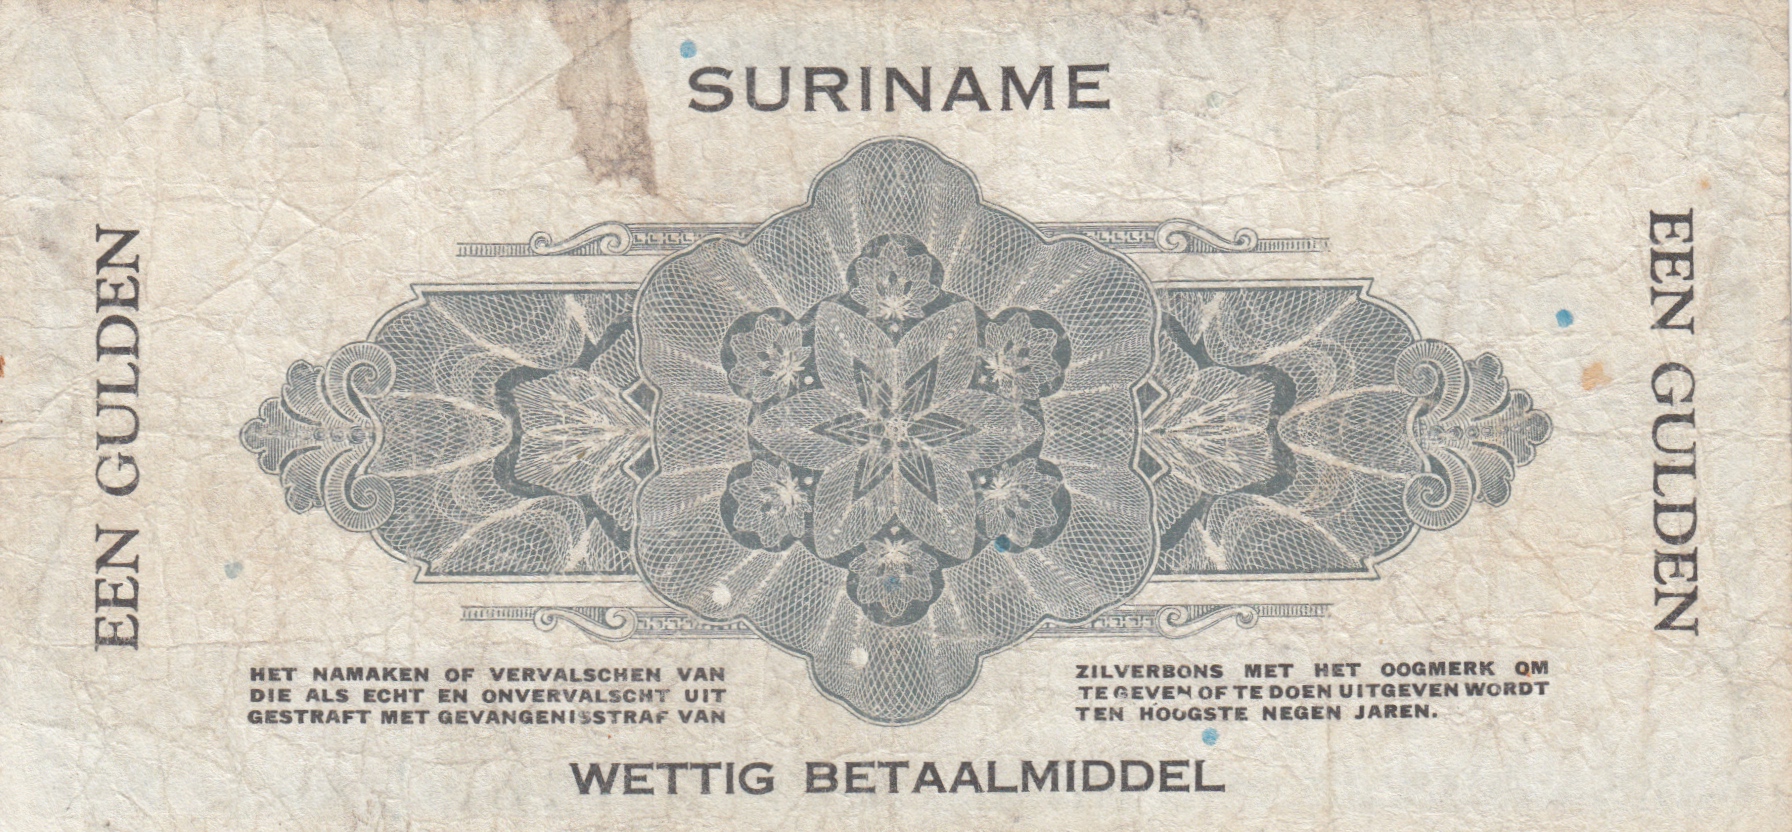 SURINAME
EEN GULDEN
EEN GULDEN
HET NAMAKEN OF VERVALSCHEN VAN
DIE ALS ECHT EN ONVERVALSCHT UIT
GESTRAFT MET GEVANGENISSTRAF VAN
ZILVERBONS MET HET OOGMERK OM
TE GEVEN OF TE DOEN UITGEVEN WORDT
TEN HOOGSTE NEGEN JAREN.
WETTIG BETAALMIDDEL